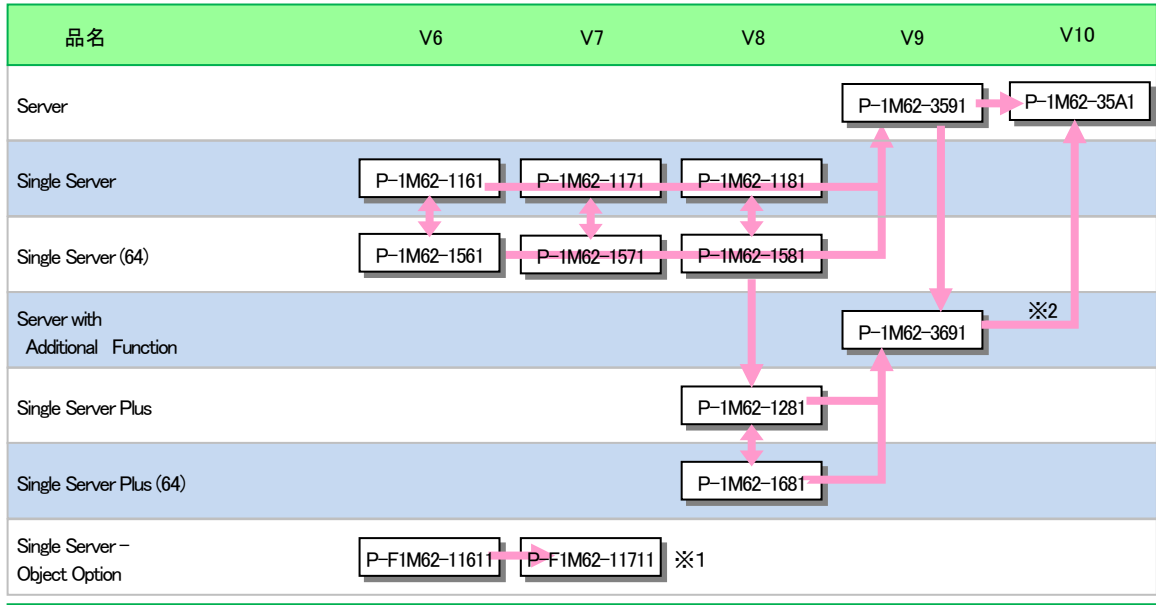 品名 V6 V7 V8 V9 V10
Server P-1M62-3591 P-1M62-35A1
Single Server P-1M62-1161 P-1M62-1171 P-1M62-1181
Single Server (64) P-1M62-1561 P-1M62-1571 P-1M62-1581
Server with
Additional Function P-1M62-3691 ※2
Single Server Plus P-1M62-1281
Single Server Plus (64) P-1M62-1681
Single Server –
Object Option P-F1M62-11611 P-F1M62-11711 ※1